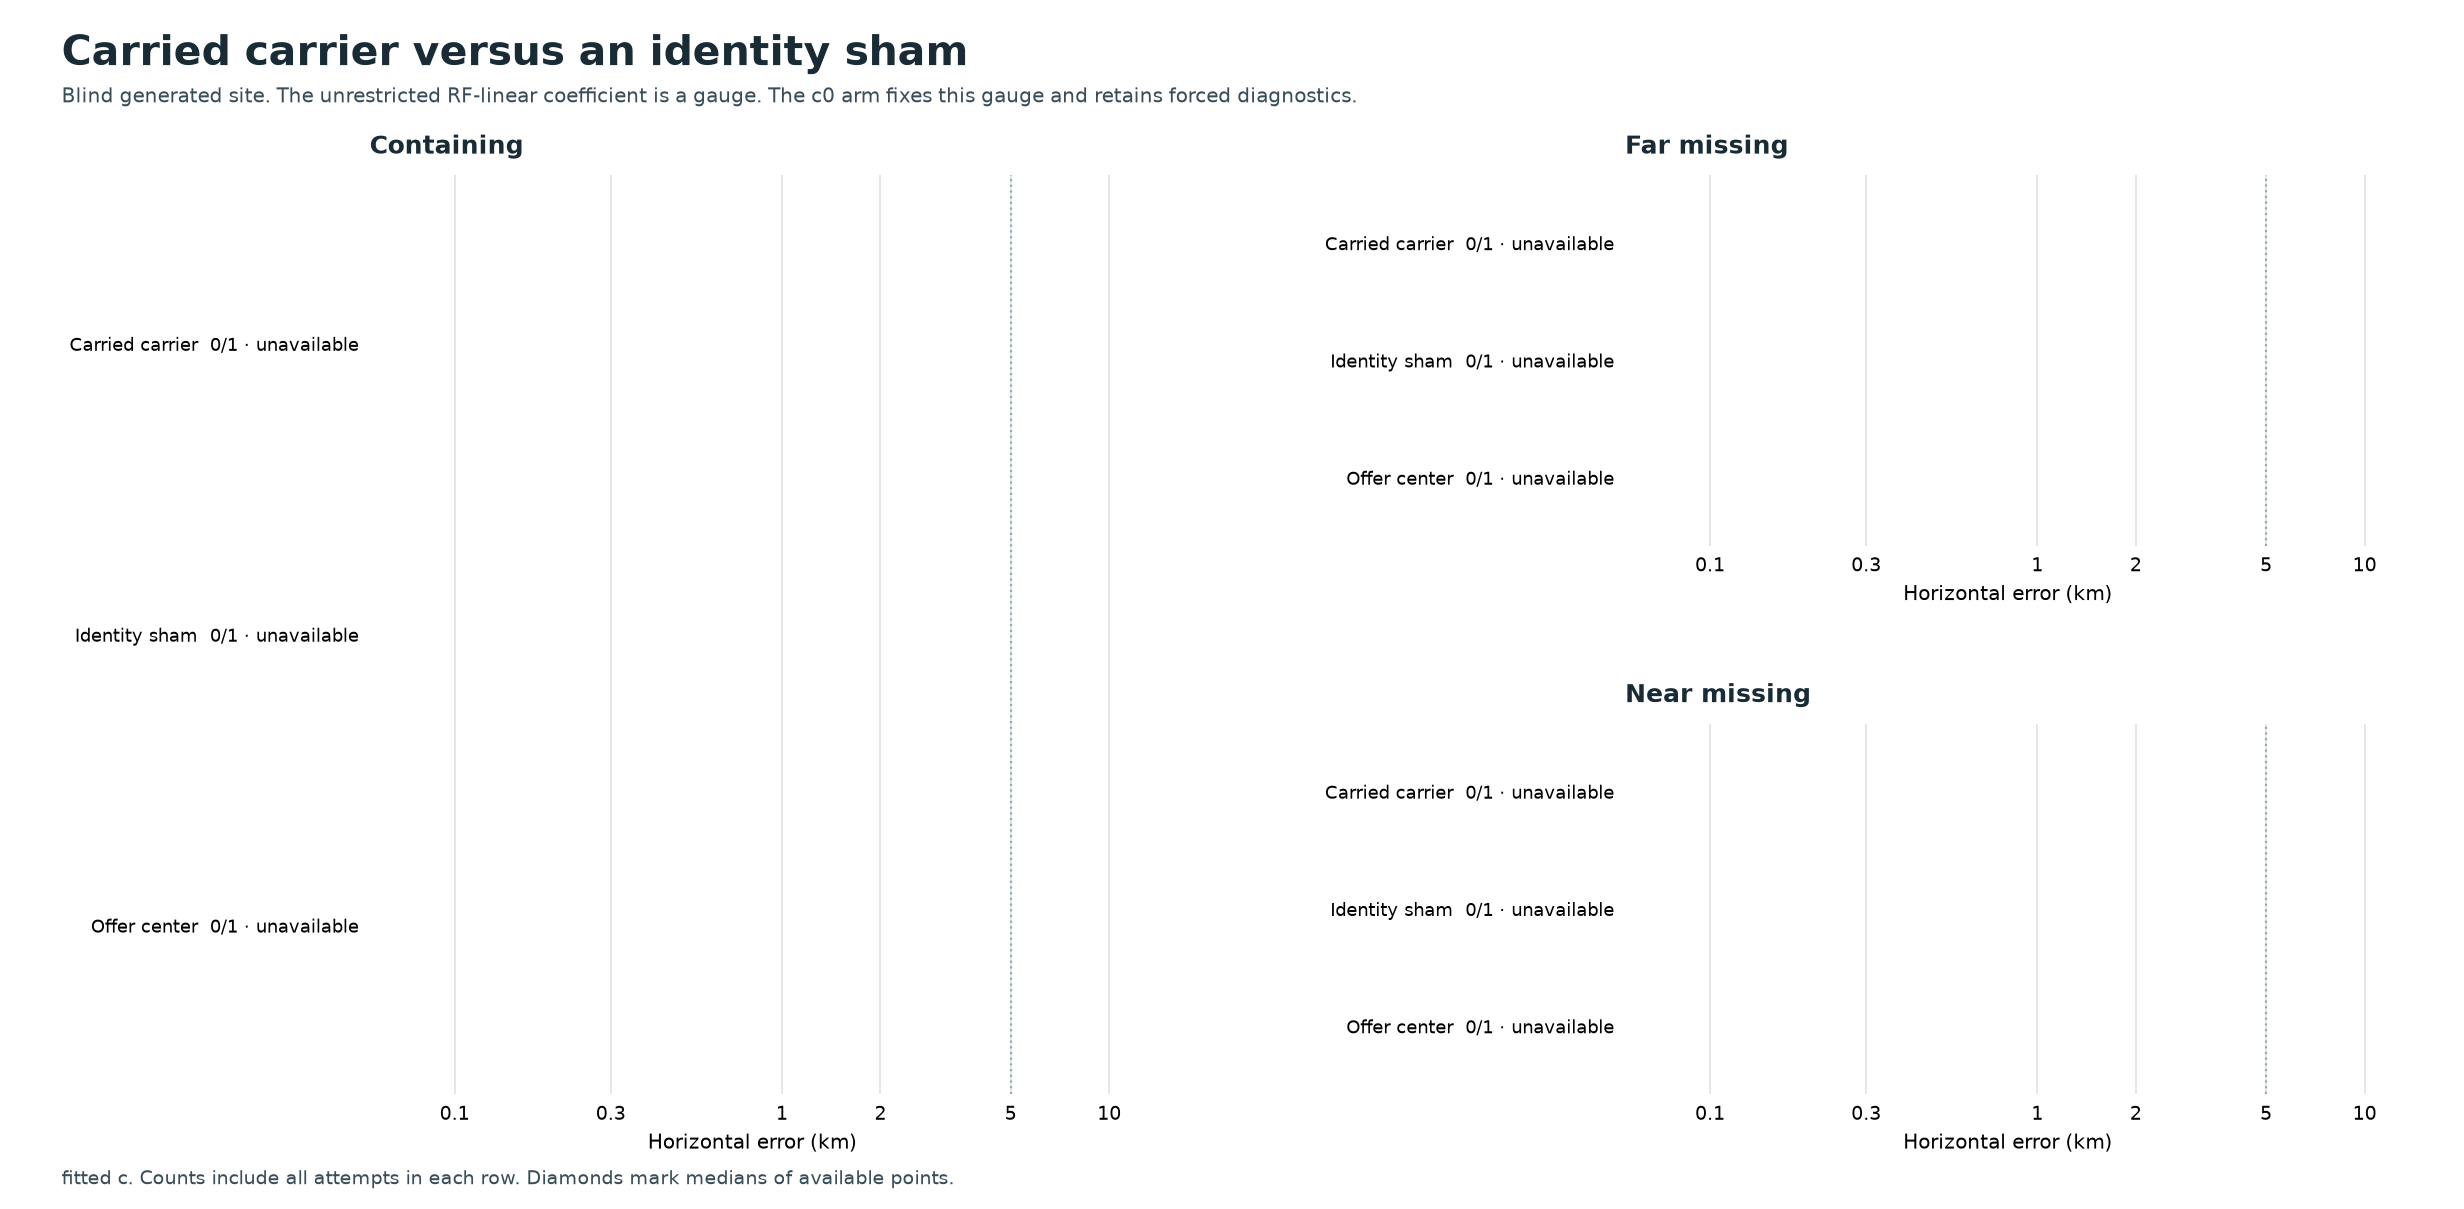 Carried carrier versus an identity sham
Blind generated site. The unrestricted RF-linear coefficient is a gauge. The c0 arm fixes this gauge and retains forced diagnostics.
Containing
Carried carrier 0/1 · unavailable
Identity sham 0/1 · unavailable
Offer center 0/1 · unavailable
0.1 0.3 1 2 5 10
Horizontal error (km)
Far missing
Carried carrier 0/1 · unavailable
Identity sham 0/1 · unavailable
Offer center 0/1 · unavailable
0.1 0.3 1 2 5 10
Horizontal error (km)
Near missing
Carried carrier 0/1 · unavailable
Identity sham 0/1 · unavailable
Offer center 0/1 · unavailable
0.1 0.3 1 2 5 10
Horizontal error (km)
fitted c. Counts include all attempts in each row. Diamonds mark medians of available points.